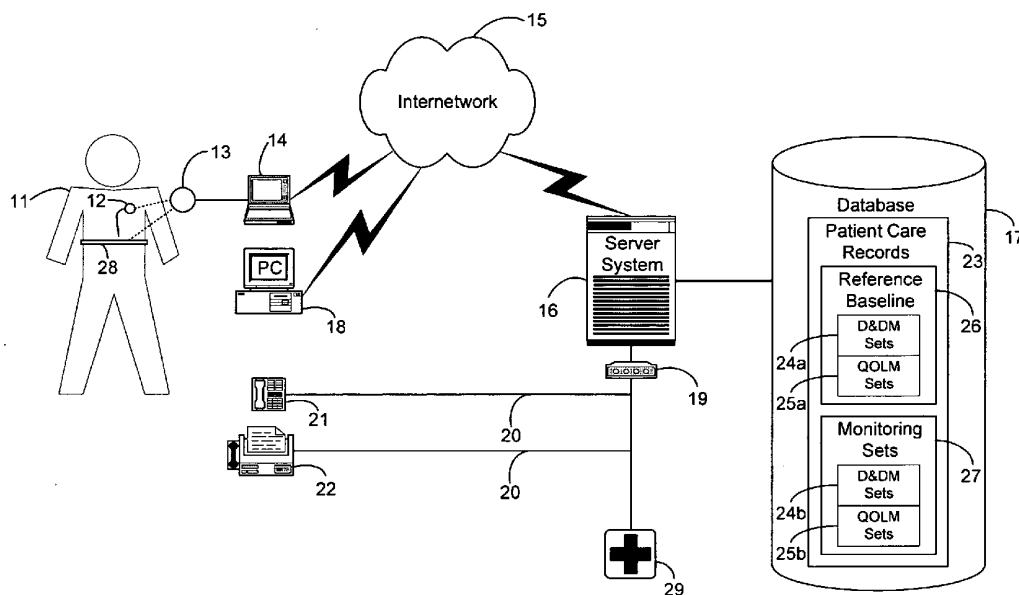 15
Internetwork
14
13
11
12
28
PC
18
Server
System
16
19
21
20
22
20
29
Database
17
Patient Care
Records
23
Reference
Baseline
26
D&DM
Sets
24a
QOLM
Sets
25a
Monitoring
Sets
27
D&DM
Sets
24b
QOLM
Sets
25b